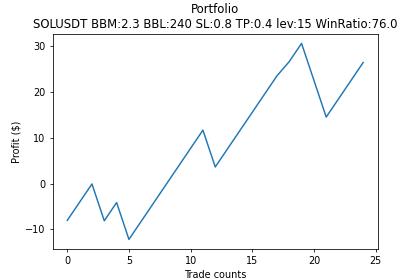 Portfolio
SOLUSDT BBM:2.3 BBL:240 SL:0.8 TP:0.4 lev:15 WinRatio:76.0
30
20
10
0
−10
Profit ($)
0
5
10
15
20
25
Trade counts